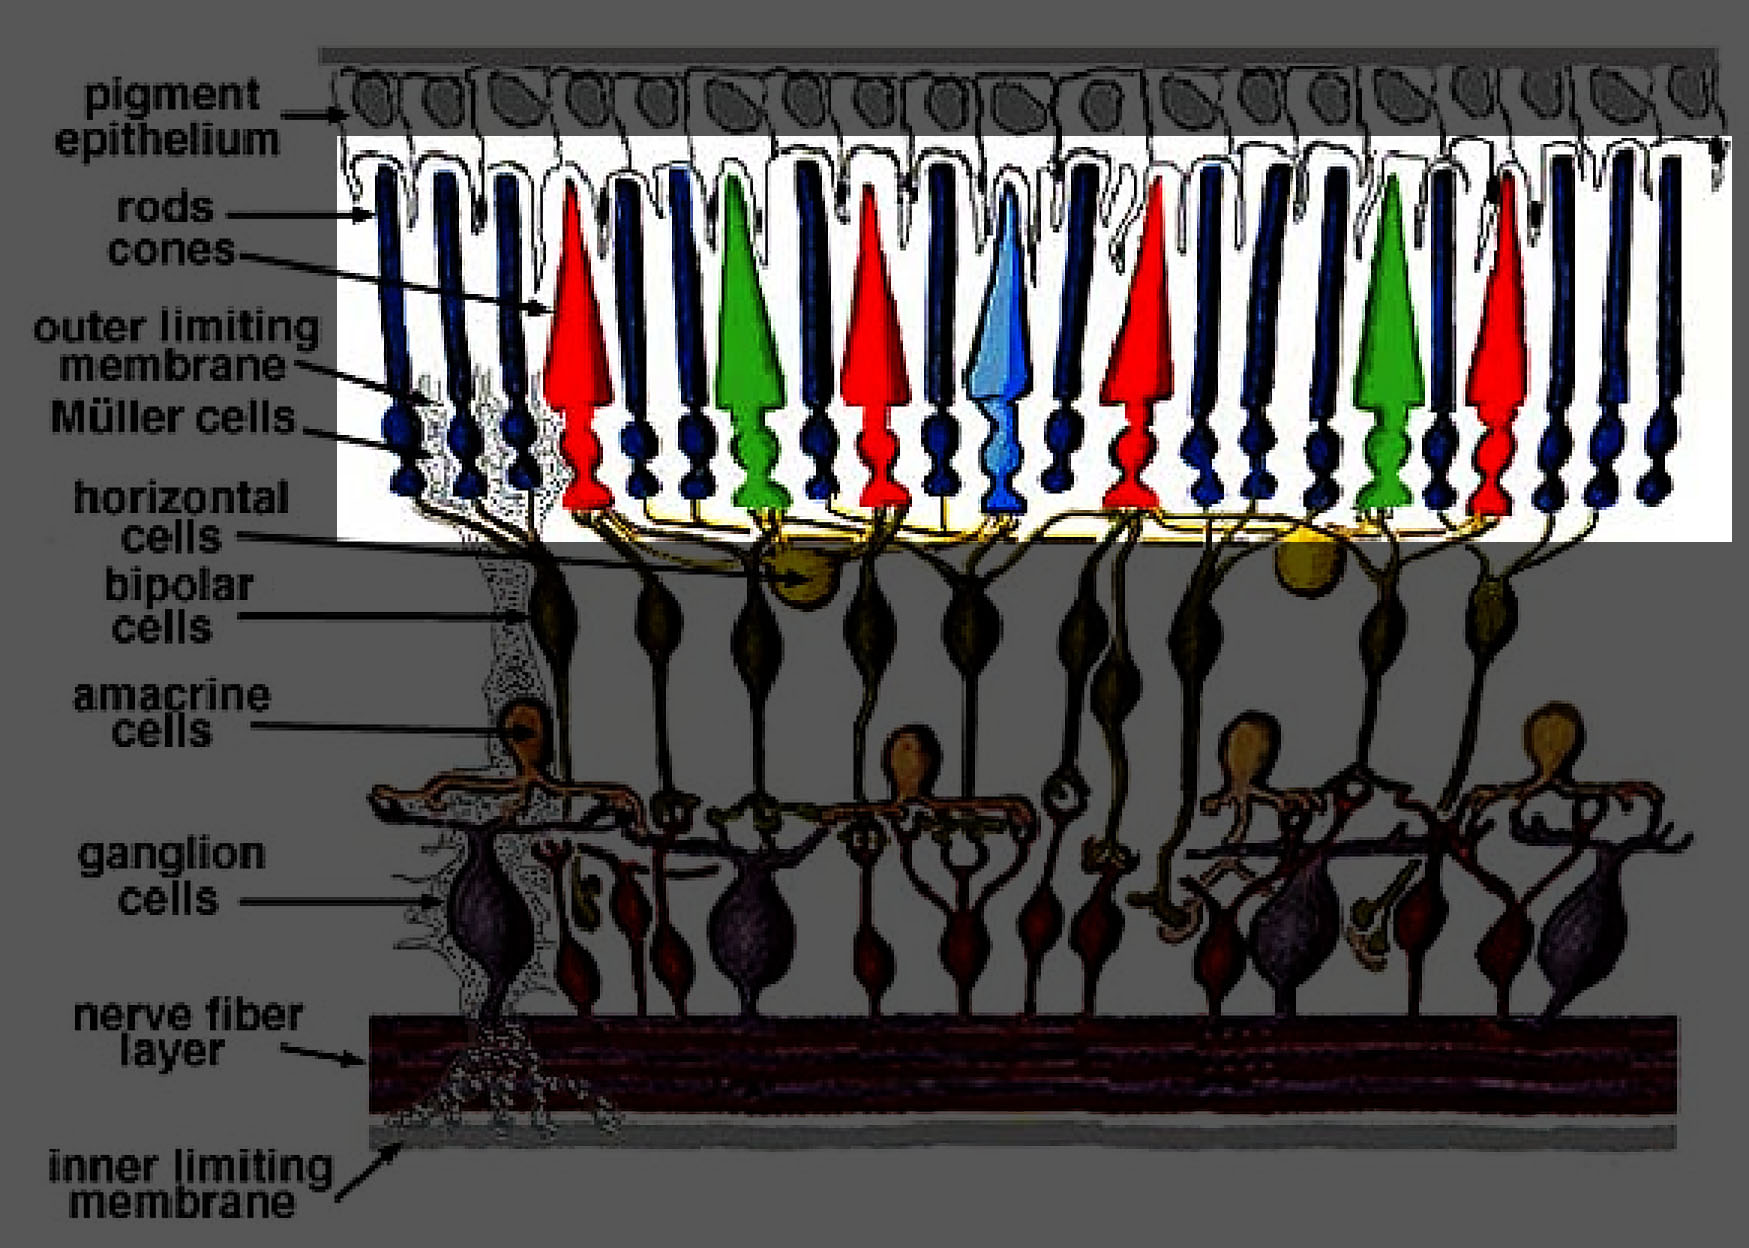 pigment
epithelium
rods
cones
outer limiting
membrane
Müller cells
horizontal
cells
bipolar
cells
amacrine
cells
ganglion
cells
nerve fiber
layer
inner limiting
membrane